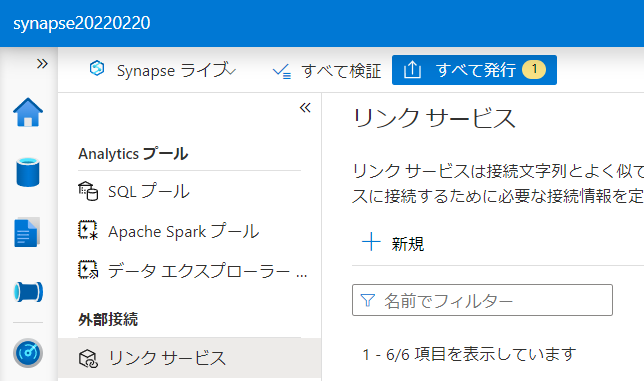 synapse20220220
Synapse ライブ
すべて検証
すべて発行 1
Analytics プール
SQL プール
Apache Spark プール
データ エクスプローラー ...
外部接続
リンク サービス
リンク サービス
リンク サービスは接続文字列とよく似て
スに接続するために必要な接続情報を定
新規
名前でフィルター
1 - 6/6 項目を表示しています